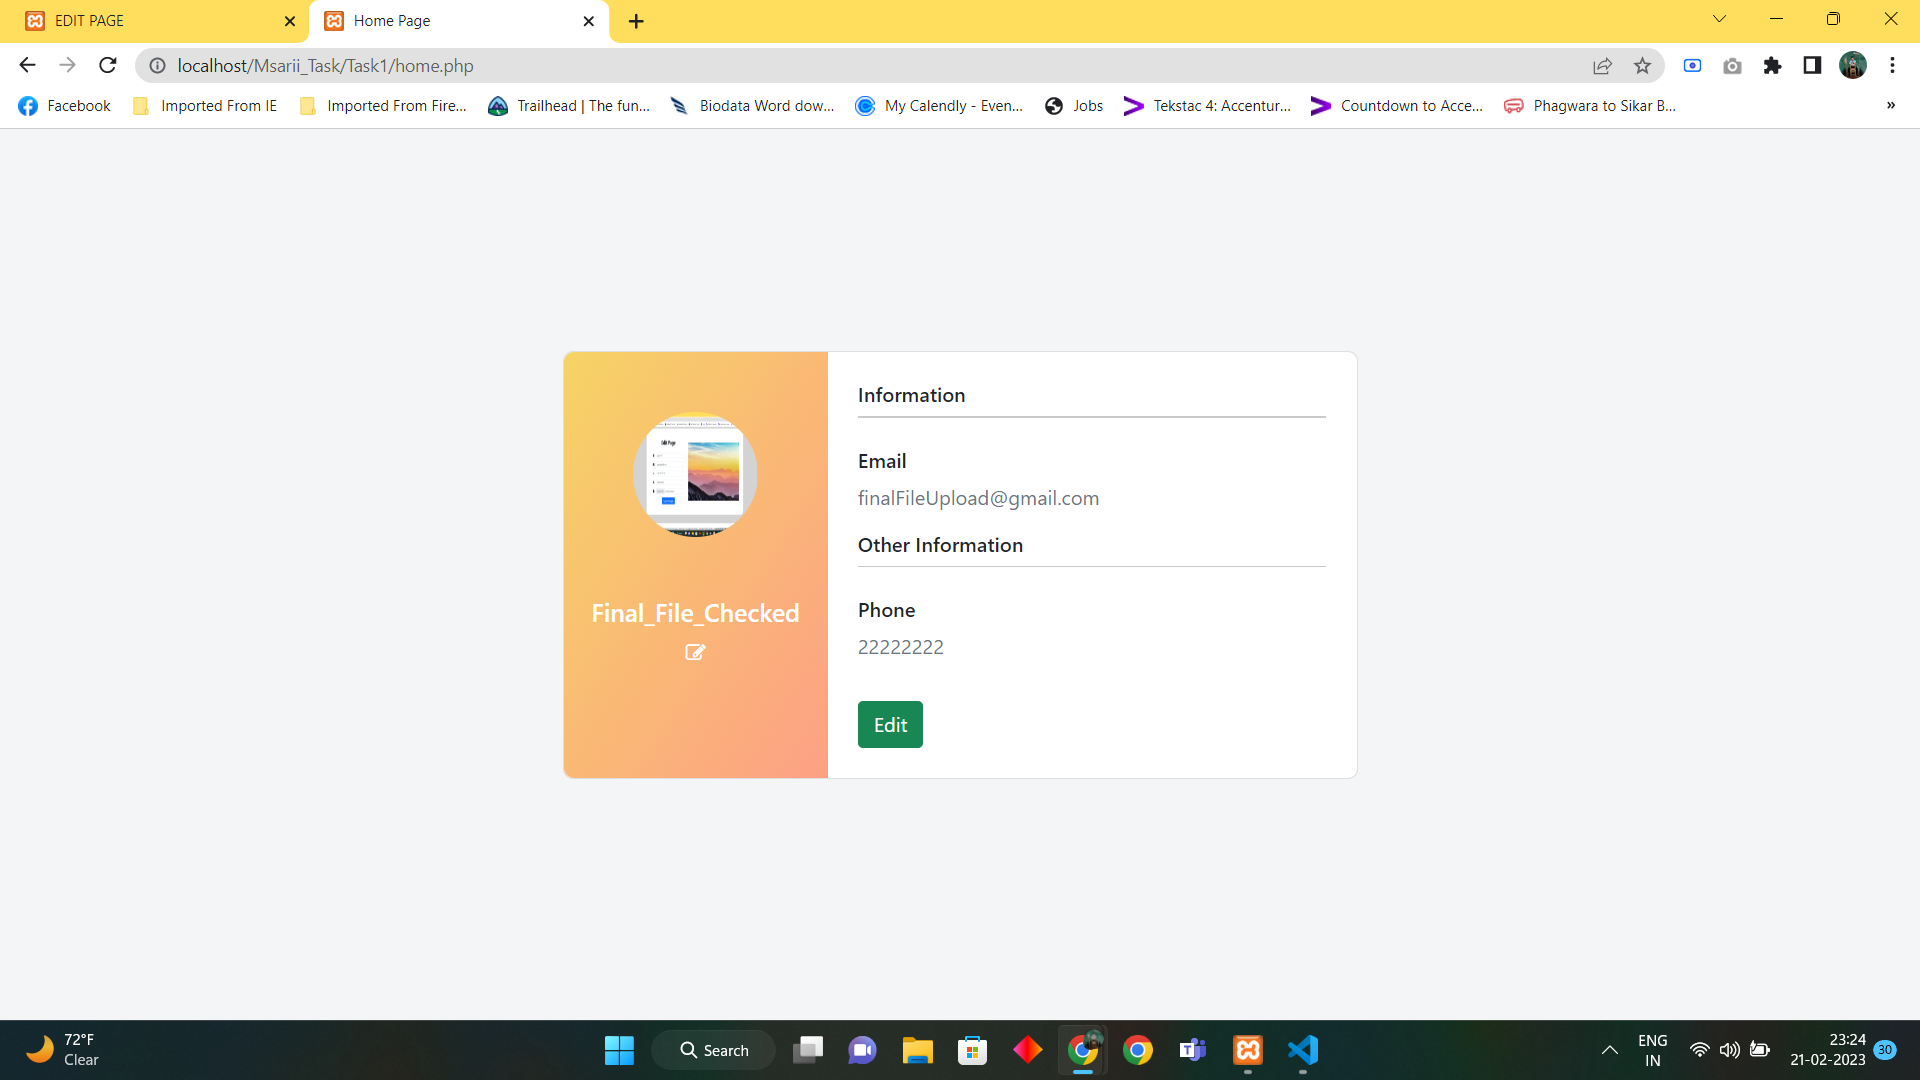 EDIT PAGE
Home Page
localhost/Msarii_Task/Task1/home.php
Facebook
Imported From IE
Imported From Fire...
Trailhead | The fun...
Biodata Word dow...
My Calendly - Even...
Jobs
Tekstac 4: Accentur...
Countdown to Acce...
Phagwara to Sikar B...
»
Edit Page
Final_File_Checked
Information
Email
finalFileUpload@gmail.com
Other Information
Phone
22222222
Edit
72°F
Clear
Search
ENG
IN
23:24
21-02-2023
30